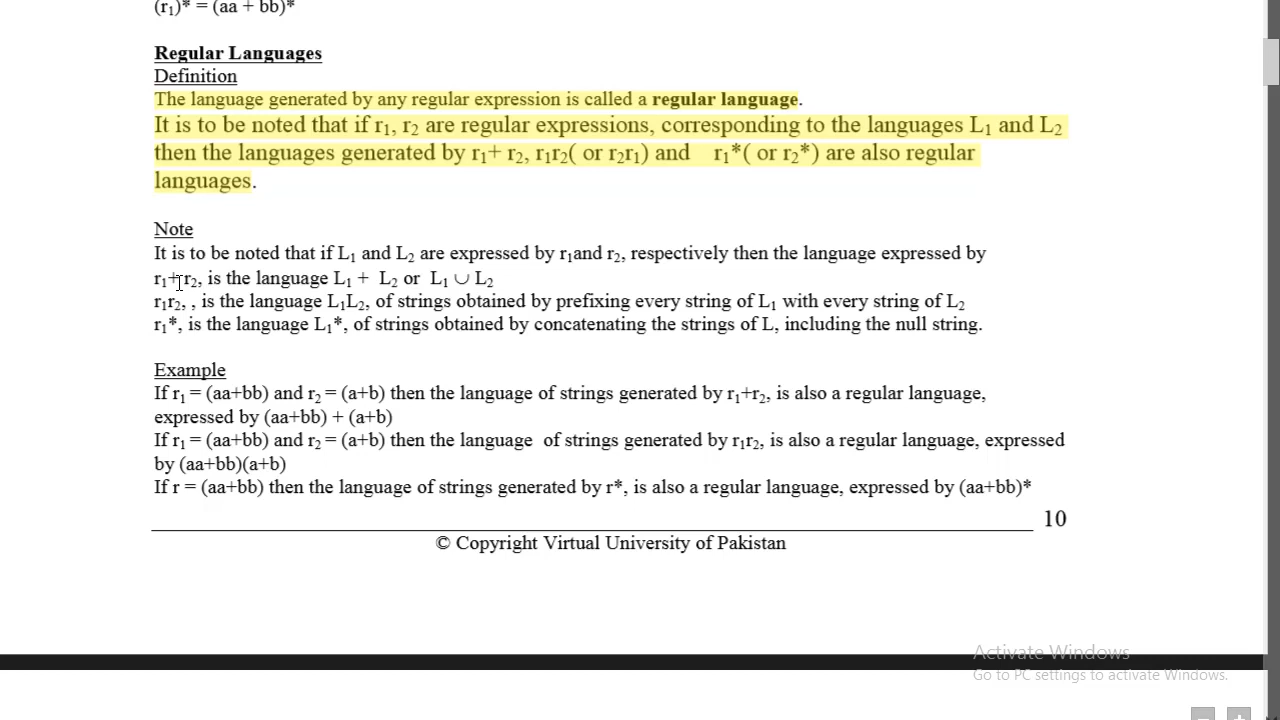 (r₁)* = (aa + bb)*
Regular Languages
Definition
The language generated by any regular expression is called a regular language.
It is to be noted that if r₁, r₂ are regular expressions, corresponding to the languages L₁ and L₂
then the languages generated by r₁+ r₂, r₁r₂( or r₂r₁) and r₁*( or r₂*) are also regular
languages.
Note
It is to be noted that if L₁ and L₂ are expressed by r₁and r₂, respectively then the language expressed by
r₁+ r₂, is the language L₁ + L₂ or L₁ ∪ L₂
r₁r₂, , is the language L₁L₂, of strings obtained by prefixing every string of L₁ with every string of L₂
r₁*, is the language L₁*, of strings obtained by concatenating the strings of L, including the null string.
Example
If r₁ = (aa+bb) and r₂ = (a+b) then the language of strings generated by r₁+r₂, is also a regular language,
expressed by (aa+bb) + (a+b)
If r₁ = (aa+bb) and r₂ = (a+b) then the language of strings generated by r₁r₂, is also a regular language, expressed
by (aa+bb)(a+b)
If r = (aa+bb) then the language of strings generated by r*, is also a regular language, expressed by (aa+bb)*
10
© Copyright Virtual University of Pakistan
Activate Windows
Go to PC settings to activate Windows.